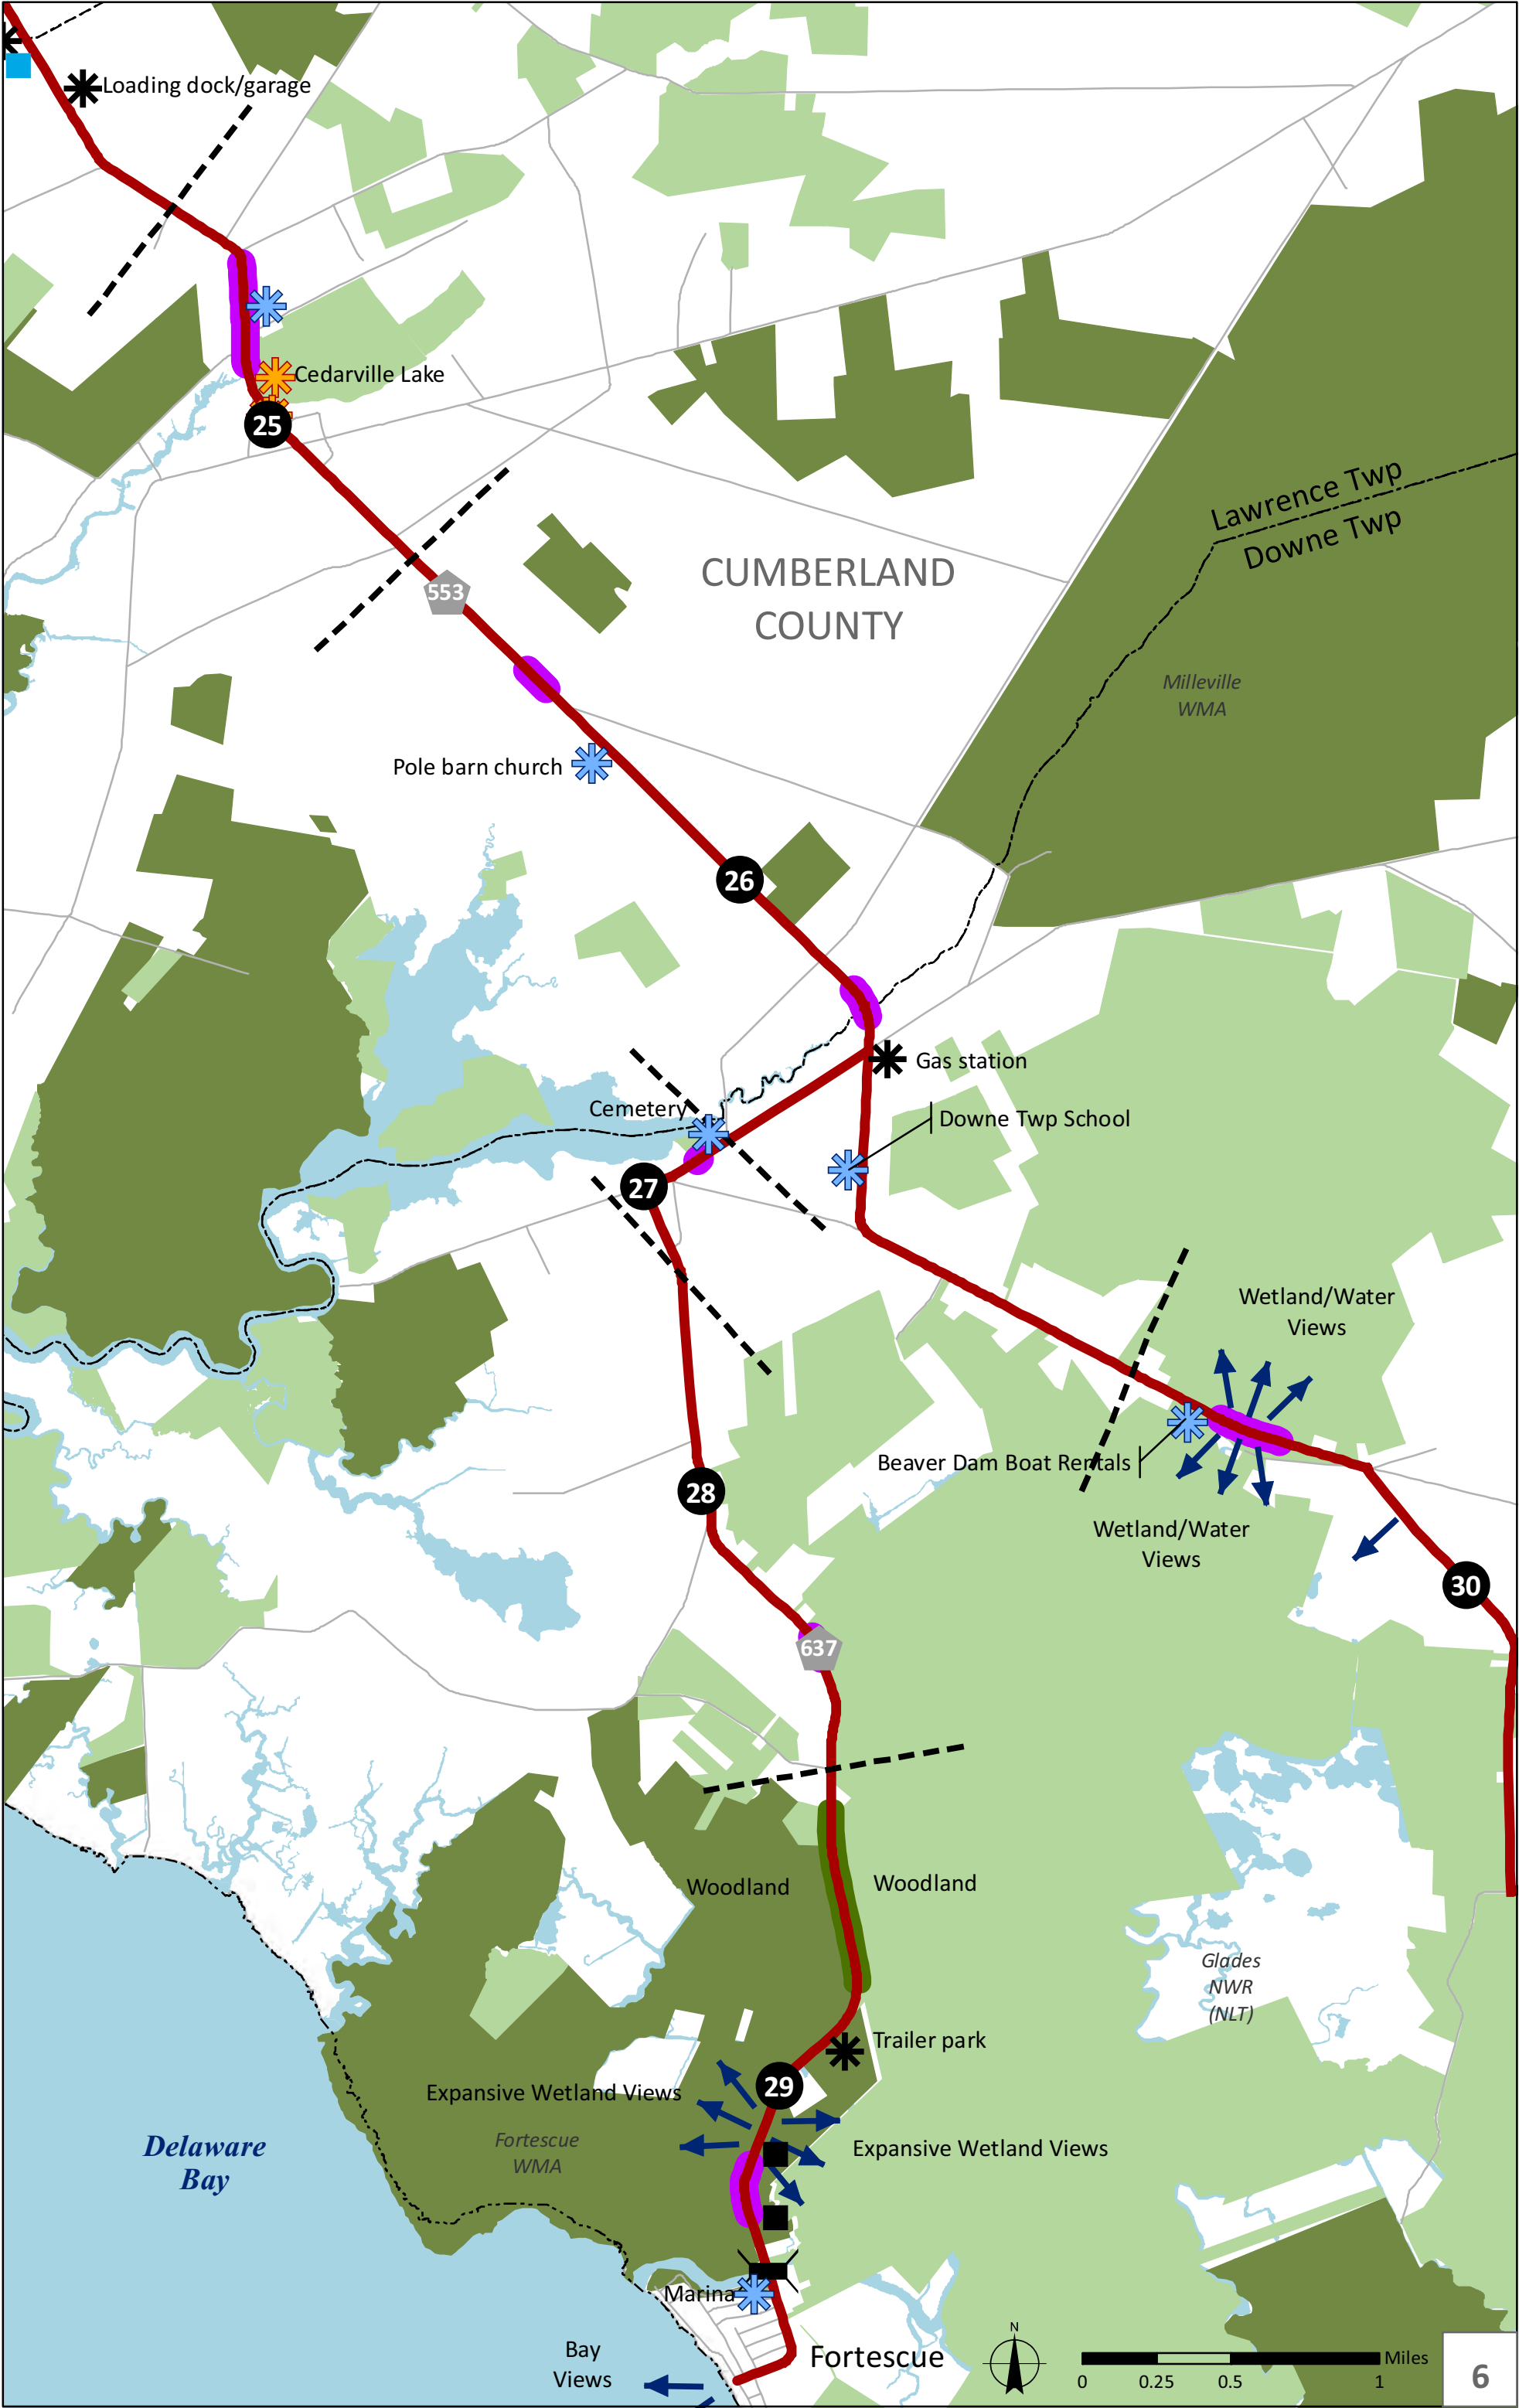 Loading dock/garage
Cedarville Lake
25
Lawrence Twp
Downe Twp
CUMBERLAND
COUNTY
553
Milleville
WMA
Pole barn church
26
Gas station
Cemetery
Downe Twp School
27
Wetland/Water
Views
Beaver Dam Boat Rentals
28
Wetland/Water
Views
30
637
Woodland
Woodland
Glades
NWR
(NLT)
Trailer park
29
Expansive Wetland Views
Delaware
Bay
Fortescue
WMA
Expansive Wetland Views
Marina
Bay
Views
Fortescue
N
Miles
0 0.25 0.5 1
6